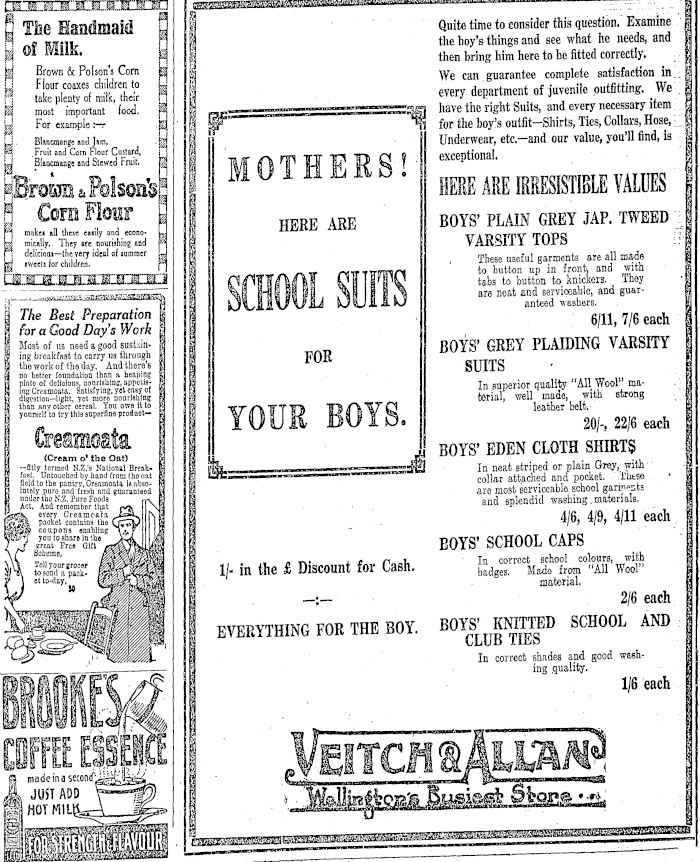 The Handmaid
of Milk.
Brown & Polson's Corn
Flour coaxes children to
take plenty of milk, their
most important food.
For example :—
Blancmange and Jam,
Fruit and Corn Flour Custard,
Blancmange and Stewed Fruit.
Brown & Polson's
Corn Flour
makes all these easily and econo-
mically. They are nourishing and
delicious—the very ideal of summer
sweets for children.
The Best Preparation
for a Good Day's Work
Most of us need a good sustain-
ing breakfast to carry us through
the work of the day. And there's
no better foundation than a heaping
plate of delicious, nourishing, appetis-
ing Creamoata. Satisfying, yet easy of
digestion—light, yet more nourishing
than any other cereal. You owe it to
yourself to try this superfine product—
Creamoata
(Cream o' the Oat)
—fitly termed N.Z.'s National Break-
fast. Untouched by hand from the oat
field to the pantry, Creamoata is abso-
lutely pure and fresh and guaranteed
under the N.Z. Pure Foods
Act. And remember that
every Creamoata
packet contains the
coupons enabling
you to share in the
great Free Gift
Scheme.
Tell your grocer
to send a pack-
et to-day.
30
BROOKE'S
COFFEE ESSENCE
made in a second
JUST ADD
HOT MILK
FOR STRENGTH & FLAVOUR
MOTHERS!
HERE ARE
SCHOOL SUITS
FOR
YOUR BOYS.
1/- in the £ Discount for Cash.
—:—
EVERYTHING FOR THE BOY.
Quite time to consider this question. Examine
the boy's things and see what he needs, and
then bring him here to be fitted correctly.
We can guarantee complete satisfaction in
every department of juvenile outfitting. We
have the right Suits, and every necessary item
for the boy's outfit—Shirts, Ties, Collars, Hose,
Underwear, etc.—and our value, you'll find, is
exceptional.
HERE ARE IRRESISTIBLE VALUES
BOYS' PLAIN GREY JAP. TWEED
VARSITY TOPS
These useful garments are all made
to button up in front, and with
tabs to button to knickers. They
are neat and serviceable, and guar-
anteed washers.
6/11, 7/6 each
BOYS' GREY PLAIDING VARSITY
SUITS
In superior quality "All Wool" ma-
terial, well made, with strong
leather belt.
20/-, 22/6 each
BOYS' EDEN CLOTH SHIRTS
In neat striped or plain Grey, with
collar attached and pocket. These
are most serviceable school garments
and splendid washing materials.
4/6, 4/9, 4/11 each
BOYS' SCHOOL CAPS
In correct school colours, with
badges. Made from "All Wool"
material.
2/6 each
BOYS' KNITTED SCHOOL AND
CLUB TIES
In correct shades and good wash-
ing quality.
1/6 each
VEITCH & ALLAN
Wellington's Busiest Store